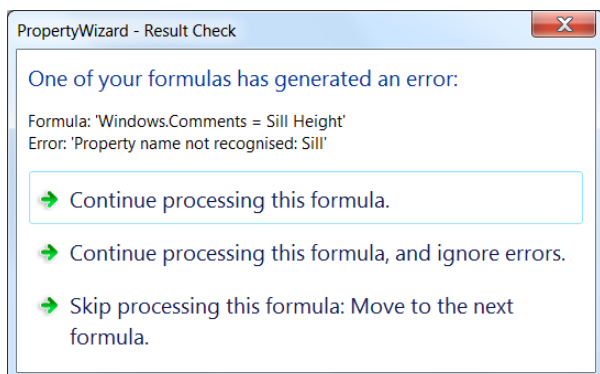 PropertyWizard - Result Check
One of your formulas has generated an error:
Formula: 'Windows.Comments = Sill Height'
Error: 'Property name not recognised: Sill'
Continue processing this formula.
Continue processing this formula, and ignore errors.
Skip processing this formula: Move to the next
formula.